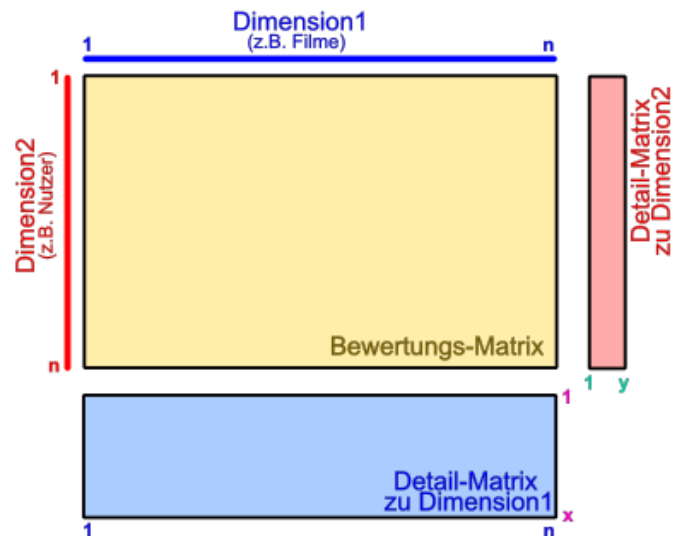 Dimension1
(z.B. Filme)
1
n
1
Dimension2
(z.B. Nutzer)
n
Bewertungs-Matrix
Detail-Matrix
zu Dimension2
1
y
1
Detail-Matrix
zu Dimension1
x
1
n